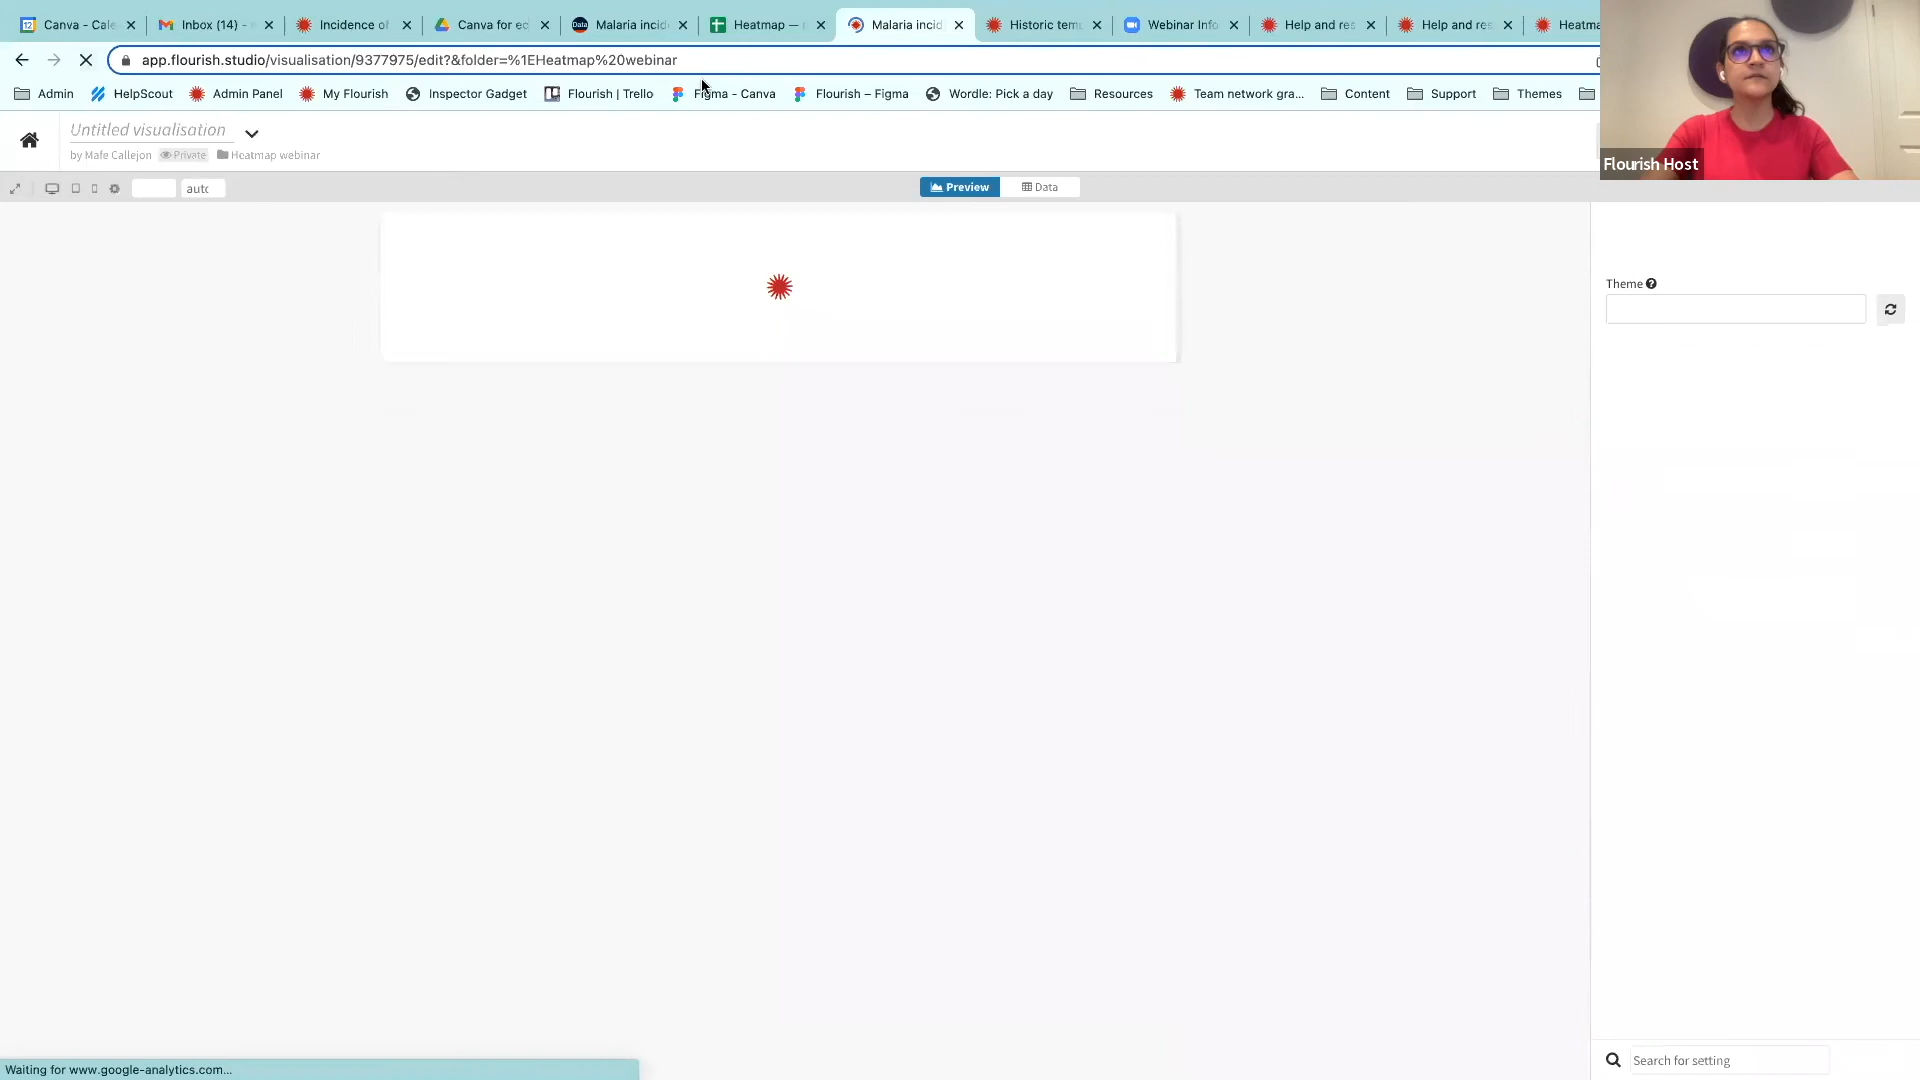 Canva - Cale
Inbox (14) -
Incidence of
Canva for ec
Malaria incid
Heatmap —
Malaria incid
Historic tem
Webinar Info
Help and res
Help and res
Heatma
app.flourish.studio/visualisation/9377975/edit?&folder=%1EHeatmap%20webinar
Admin
HelpScout
Admin Panel
My Flourish
Inspector Gadget
Flourish | Trello
Figma - Canva
Flourish – Figma
Wordle: Pick a day
Resources
Team network gra...
Content
Support
Themes
Untitled visualisation
by Mafe Callejon
Private
Heatmap webinar
Flourish Host
auto
Preview
Data
Theme
Waiting for www.google-analytics.com...
Search for setting